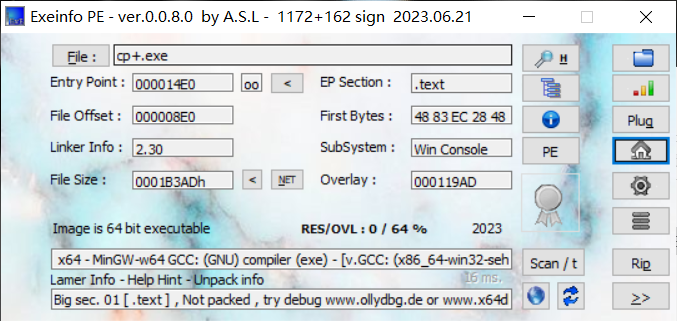 Exeinfo PE - ver.0.0.8.0 by A.S.L - 1172+162 sign 2023.06.21
File : cp+.exe H
Entry Point : 000014E0 oo < EP Section : .text
File Offset : 000008E0 First Bytes : 48 83 EC 28 48 Plug
Linker Info : 2.30 SubSystem : Win Console PE
File Size : 0001B3ADh < NET Overlay : 000119AD
Image is 64 bit executable RES/OVL : 0 / 64 % 2023
x64 - MinGW-w64 GCC: (GNU) compiler (exe) - [v.GCC: (x86_64-win32-seh Scan / t Rip
Lamer Info - Help Hint - Unpack info 16 ms.
Big sec. 01 [ .text ] , Not packed , try debug www.ollydbg.de or www.x64d >>